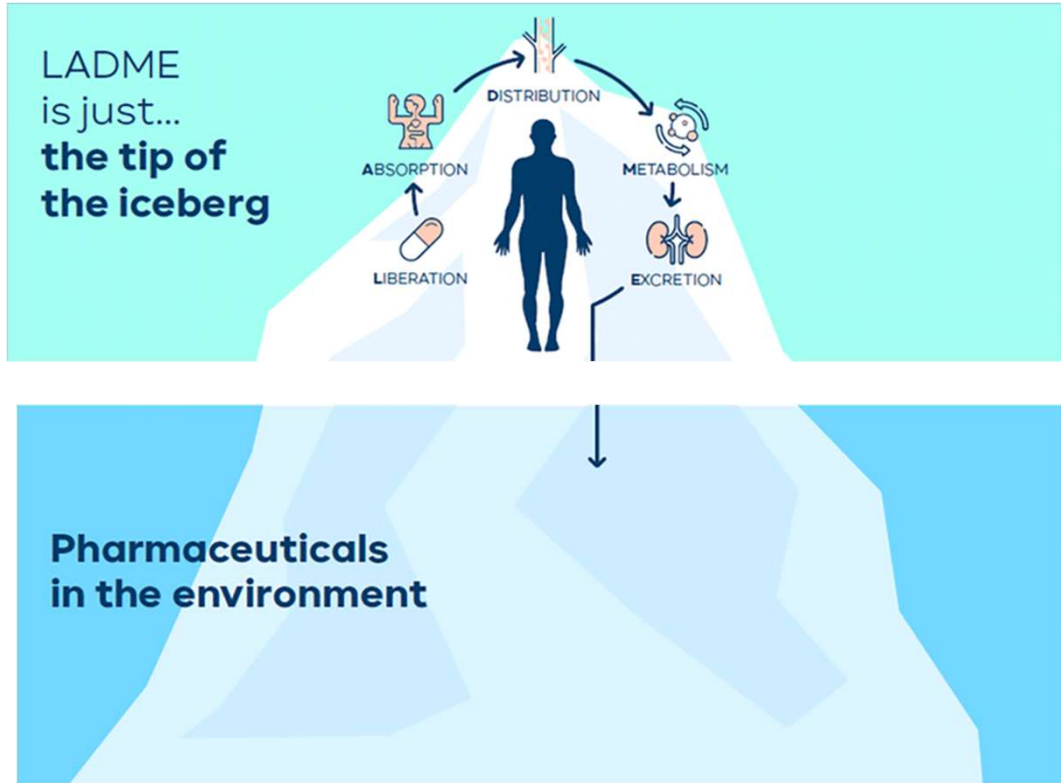 LADME
is just...
the tip of
the iceberg
DISTRIBUTION
ABSORPTION
METABOLISM
LIBERATION
EXCRETION
Pharmaceuticals
in the environment